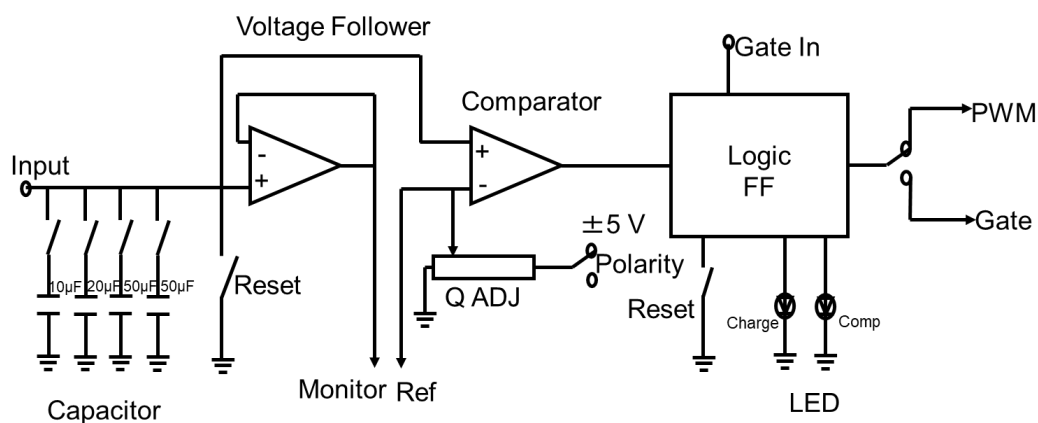 Voltage Follower
Gate In
Comparator
PWM
Input
-
+
+
-
Logic
FF
±5 V
Gate
Polarity
10μF 20μF 50μF 50μF
Reset
Q ADJ
Reset
Charge
Comp
Monitor Ref
Capacitor
LED